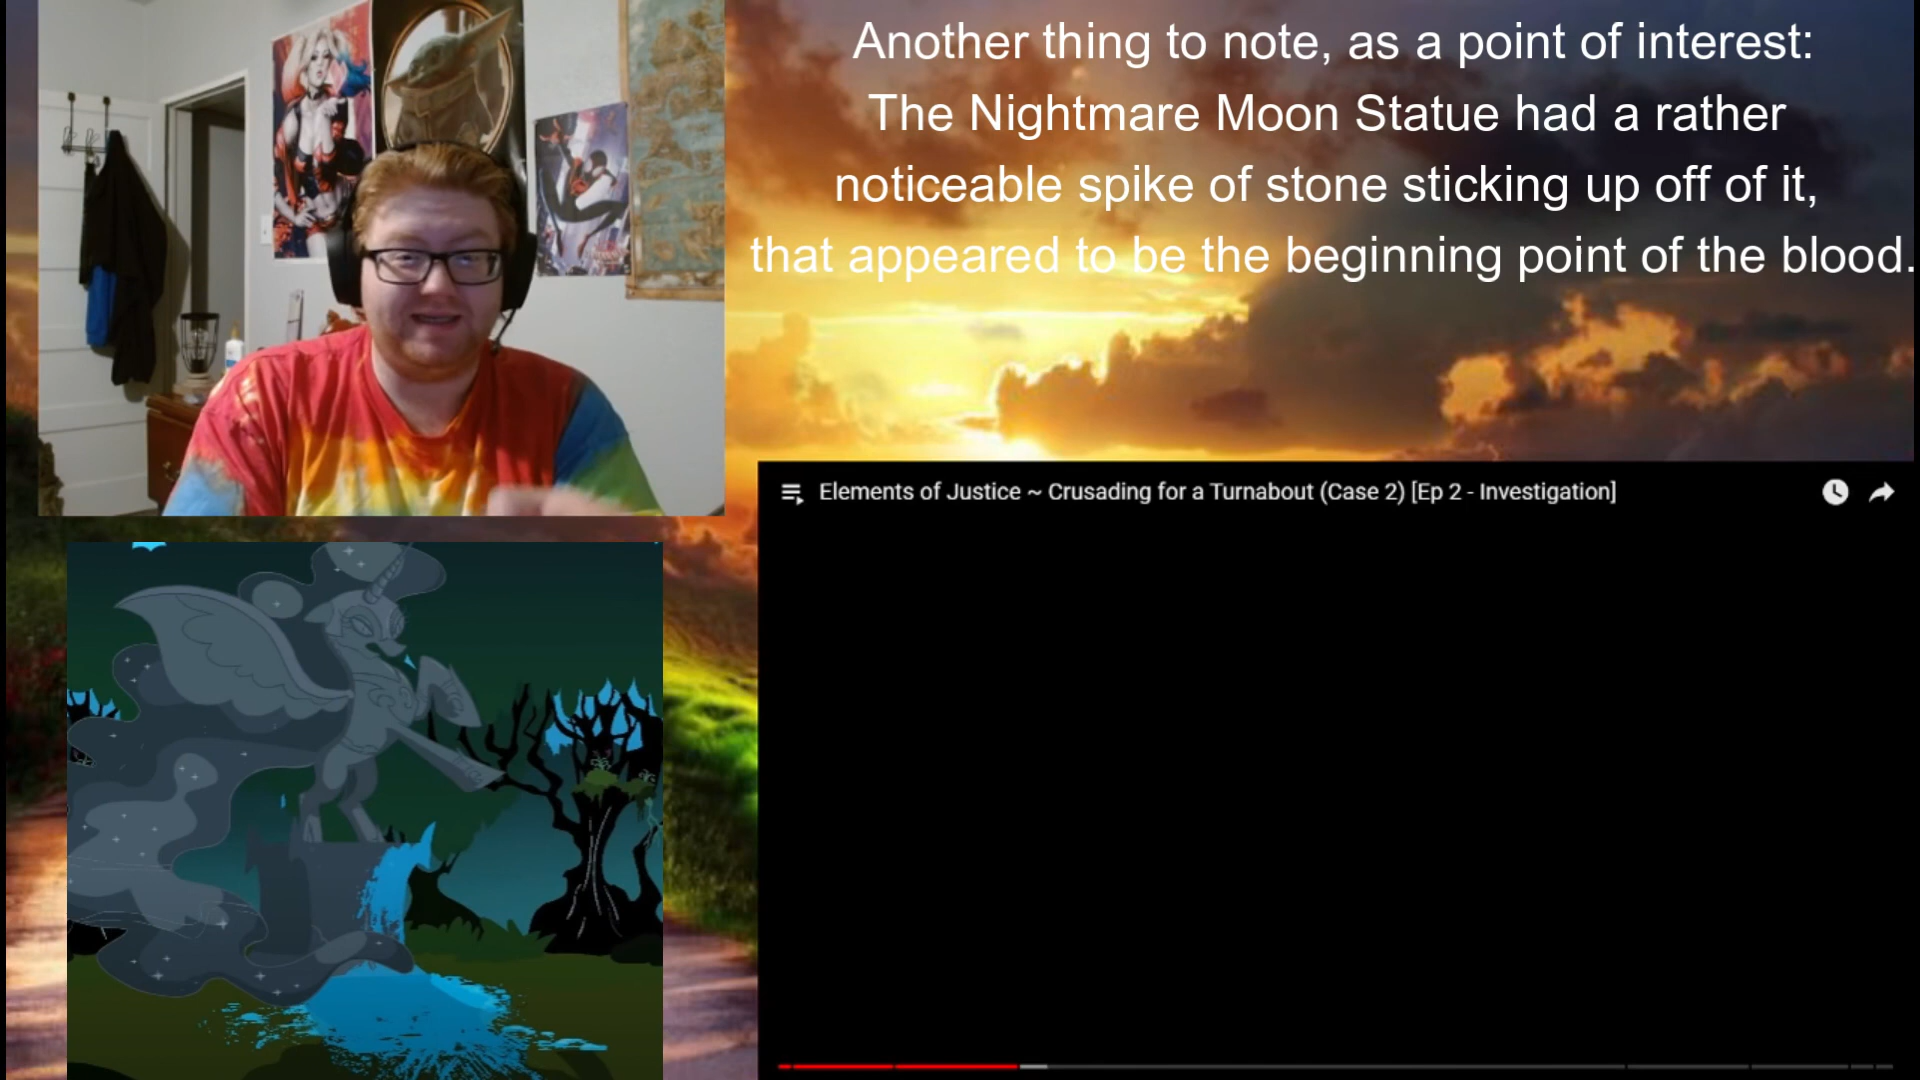 Another thing to note, as a point of interest:
The Nightmare Moon Statue had a rather
noticeable spike of stone sticking up off of it,
that appeared to be the beginning point of the blood.
Elements of Justice ~ Crusading for a Turnabout (Case 2) [Ep 2 - Investigation]